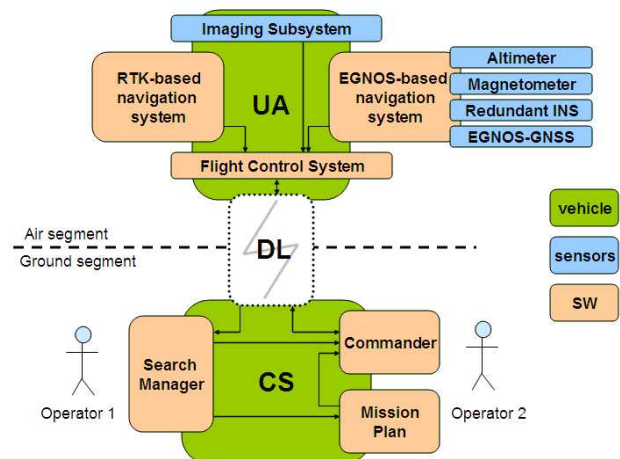 Imaging Subsystem
RTK-based
navigation
system
UA
EGNOS-based
navigation
system
Altimeter
Magnetometer
Redundant INS
EGNOS-GNSS
Flight Control System
vehicle
Air segment
DL
sensors
Ground segment
SW
Search
Manager
CS
Commander
Mission
Plan
Operator 1
Operator 2